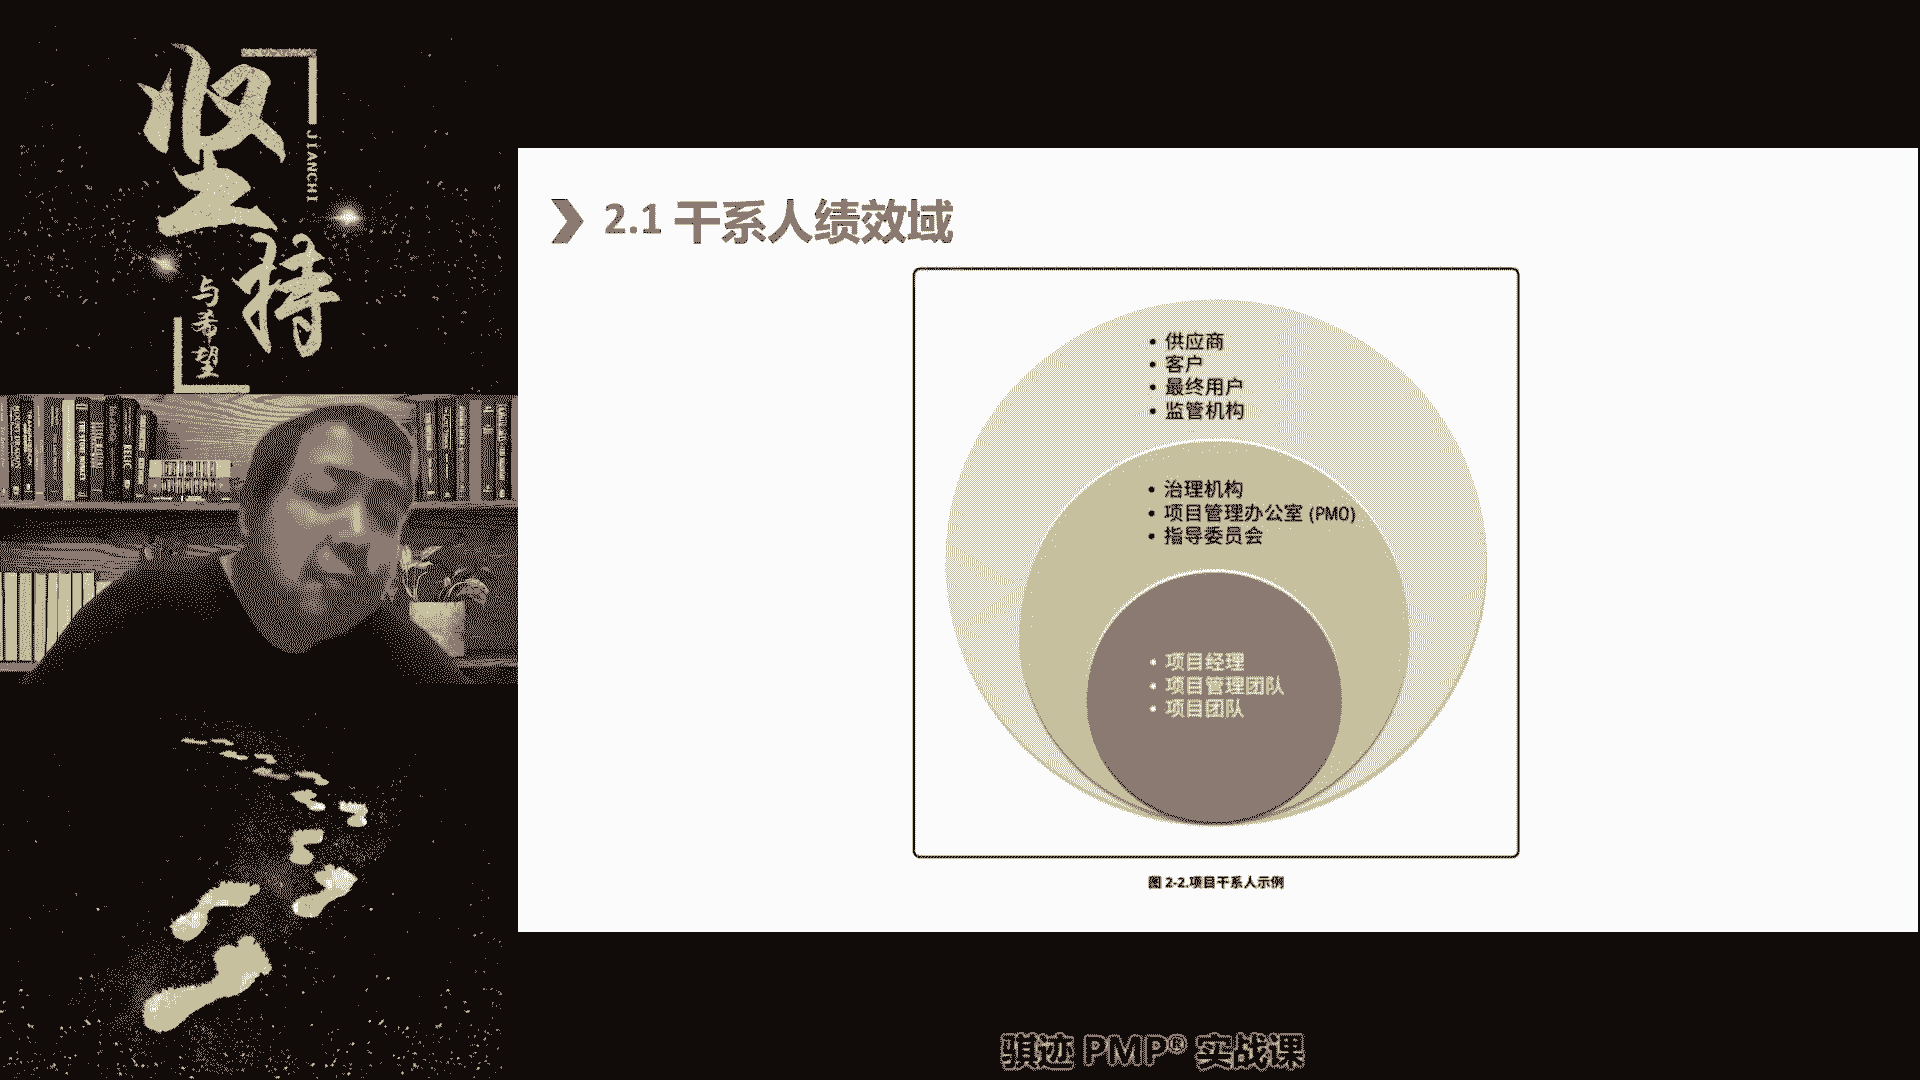 坚持
JIANCHI
与希望
2.1 干系人绩效域
• 供应商
• 客户
• 最终用户
• 监管机构
• 治理机构
• 项目管理办公室 (PMO)
• 指导委员会
• 项目经理
• 项目管理团队
• 项目团队
图 2-2.项目干系人示例
骐迹 PMP® 实战课